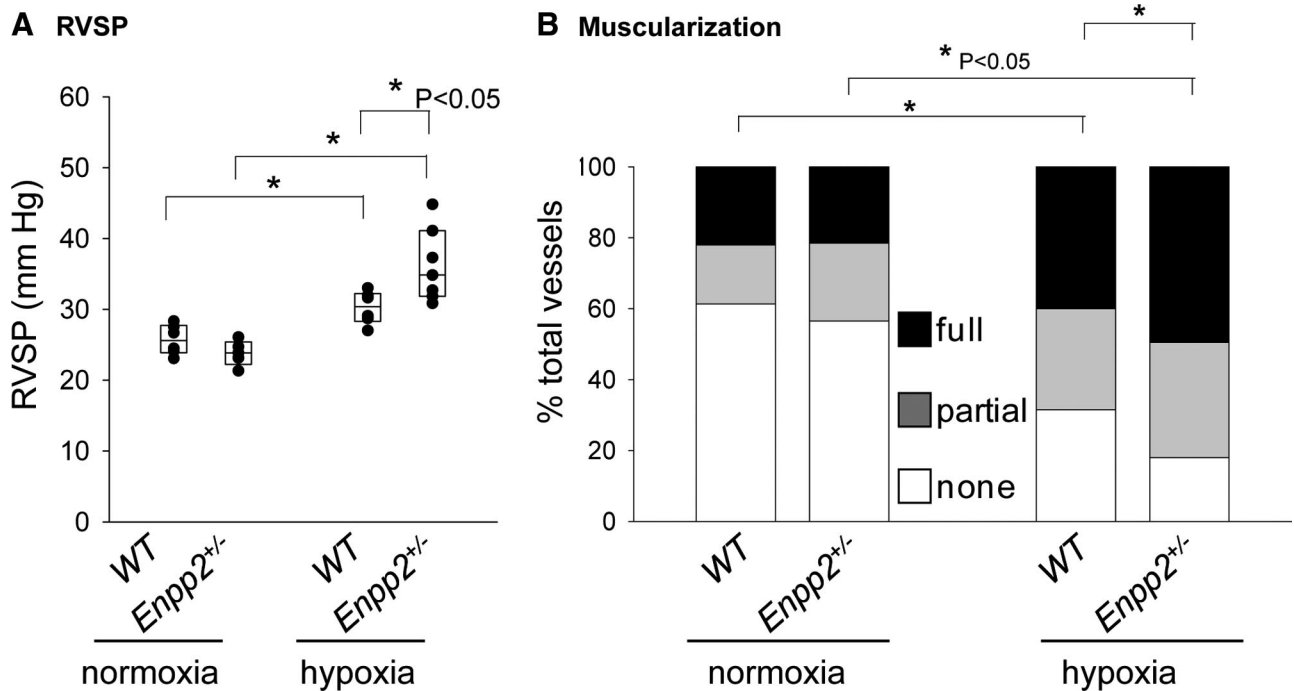 A RVSP
*
P<0.05
*
*
60
50
40
30
20
10
0
RVSP (mm Hg)
WT
Enpp2+/-
WT
Enpp2+/-
normoxia
hypoxia
B Muscularization
*
* P<0.05
*
100
80
60
40
20
0
% total vessels
full
partial
none
WT
Enpp2+/-
WT
Enpp2+/-
normoxia
hypoxia